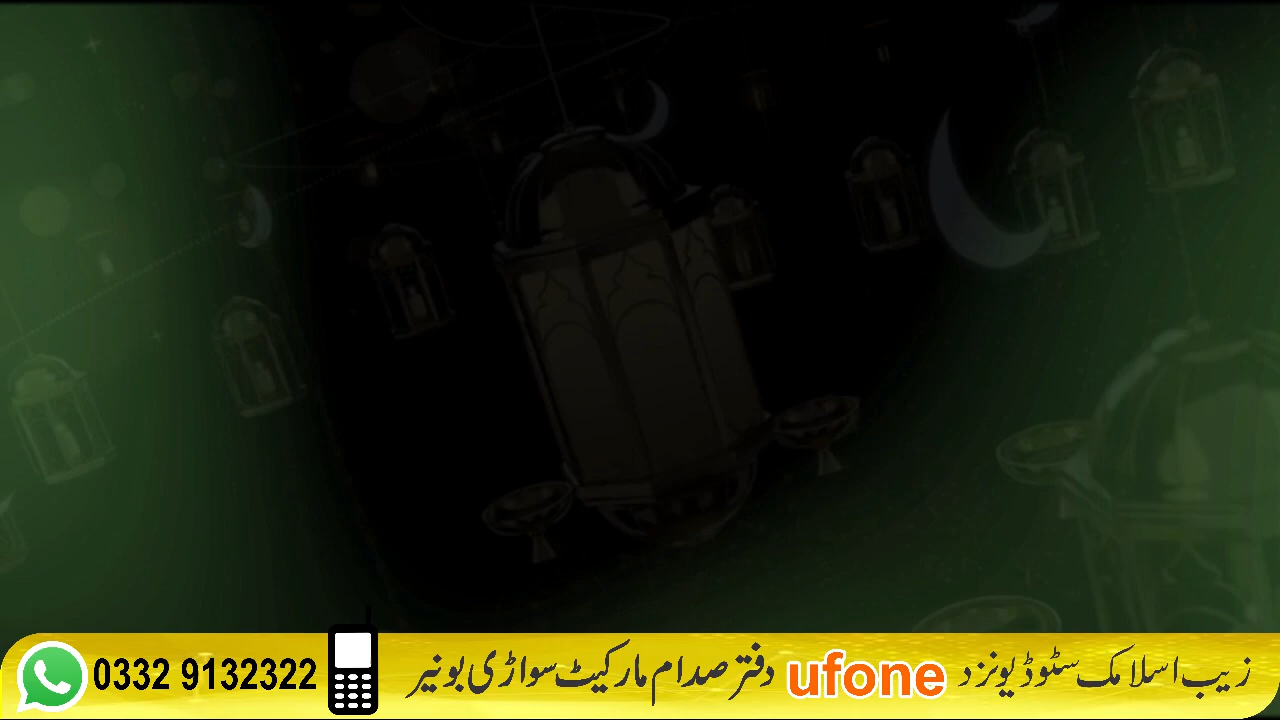 زیب اسلامک سٹوڈیو نزد ufone دفتر صدام مارکیٹ سواڑی بونیر 0332 9132322